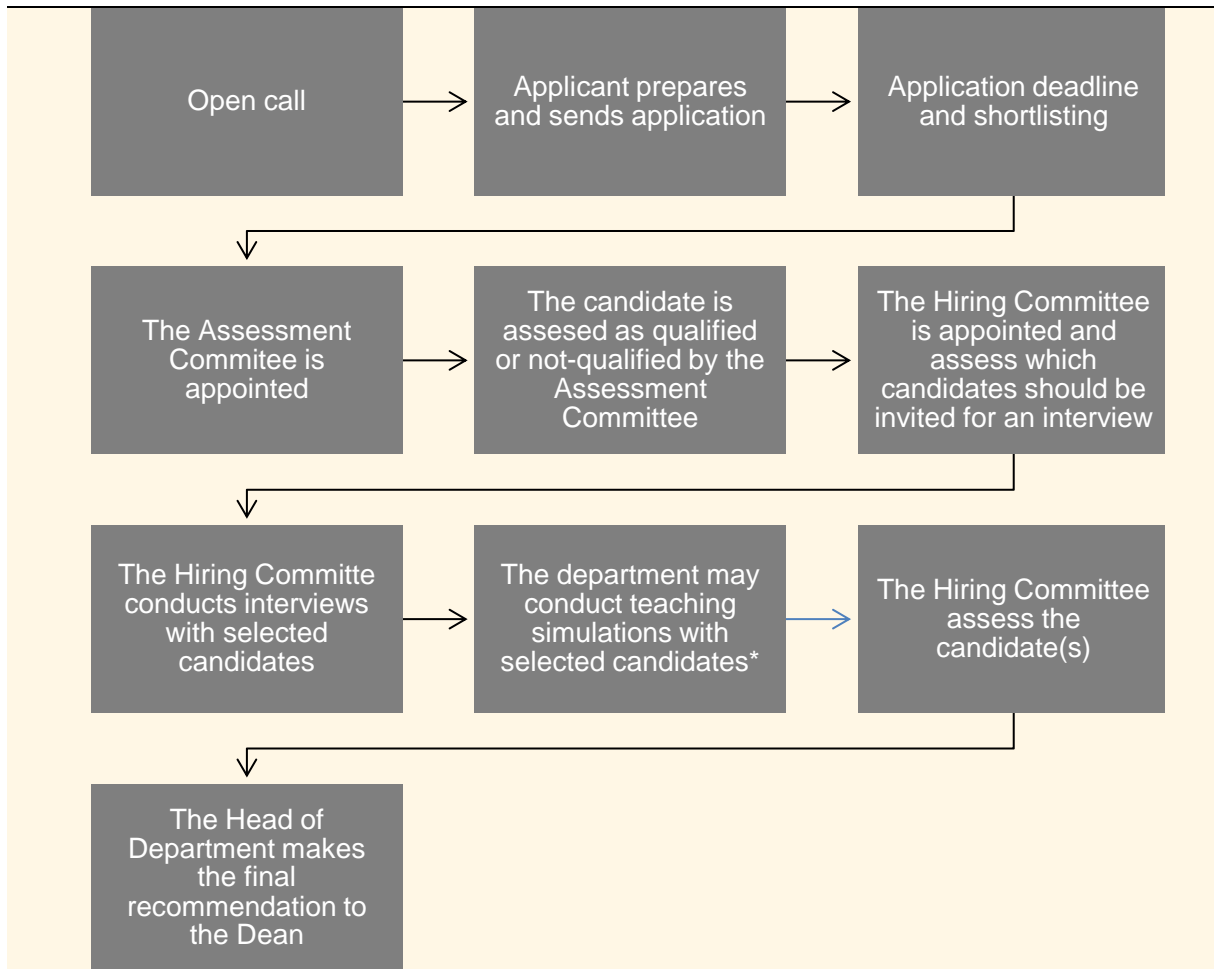 Open call
Applicant prepares
and sends application
Application deadline
and shortlisting
The Assessment
Commitee is
appointed
The candidate is
assesed as qualified
or not-qualified by the
Assessment
Committee
The Hiring Committee
is appointed and
assess which
candidates should be
invited for an interview
The Hiring Committe
conducts interviews
with selected
candidates
The department may
conduct teaching
simulations with
selected candidates*
The Hiring Committee
assess the
candidate(s)
The Head of
Department makes
the final
recommendation to
the Dean